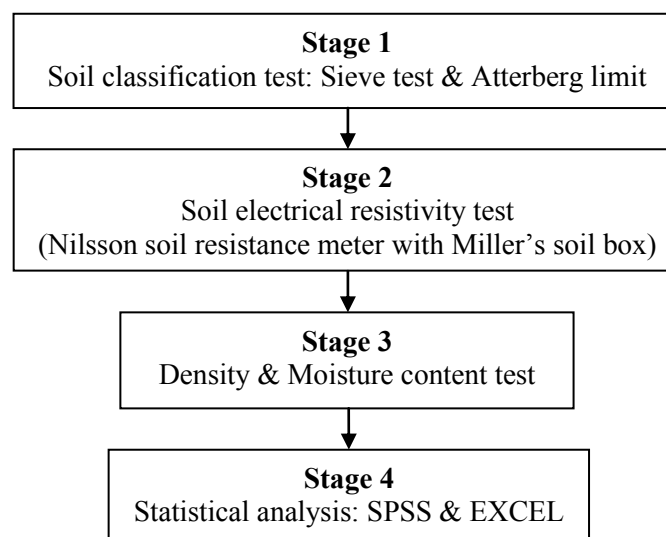 Stage 1
Soil classification test: Sieve test & Atterberg limit
Stage 2
Soil electrical resistivity test
(Nilsson soil resistance meter with Miller’s soil box)
Stage 3
Density & Moisture content test
Stage 4
Statistical analysis: SPSS & EXCEL